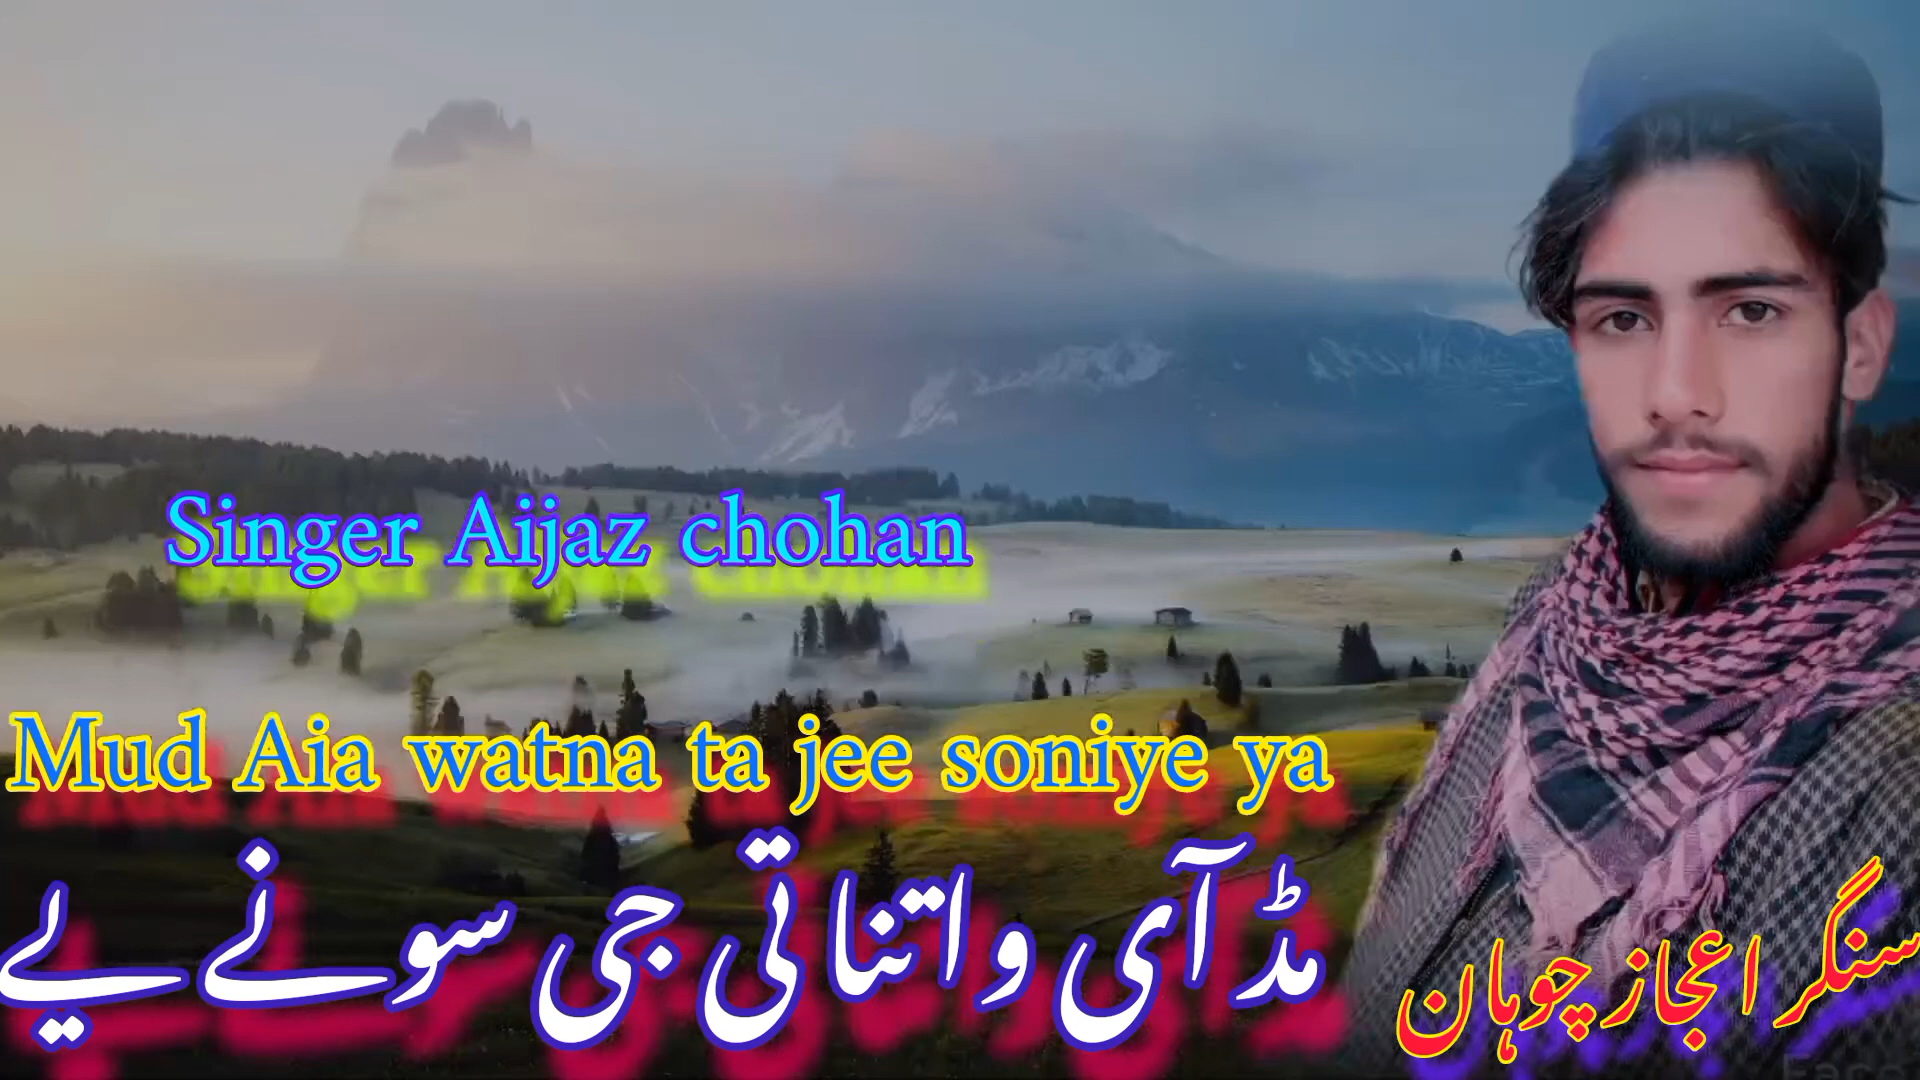 Singer Aijaz chohan
Mud Aia watna ta jee soniye ya
مڈ آی واتنا تی جی سونے یے
سنگر اعجاز چوہان
Face